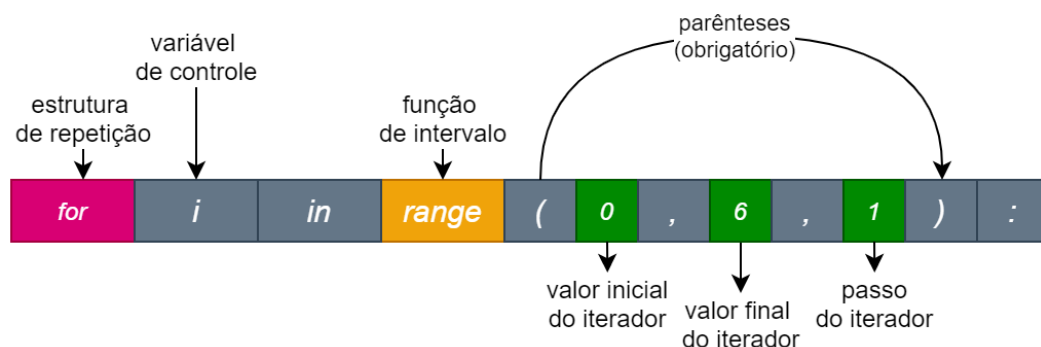 parênteses
(obrigatório)
variável
de controle
estrutura
de repetição
função
de intervalo
for i in range ( 0 , 6 , 1 ) :
valor inicial
do iterador
valor final
do iterador
passo
do iterador